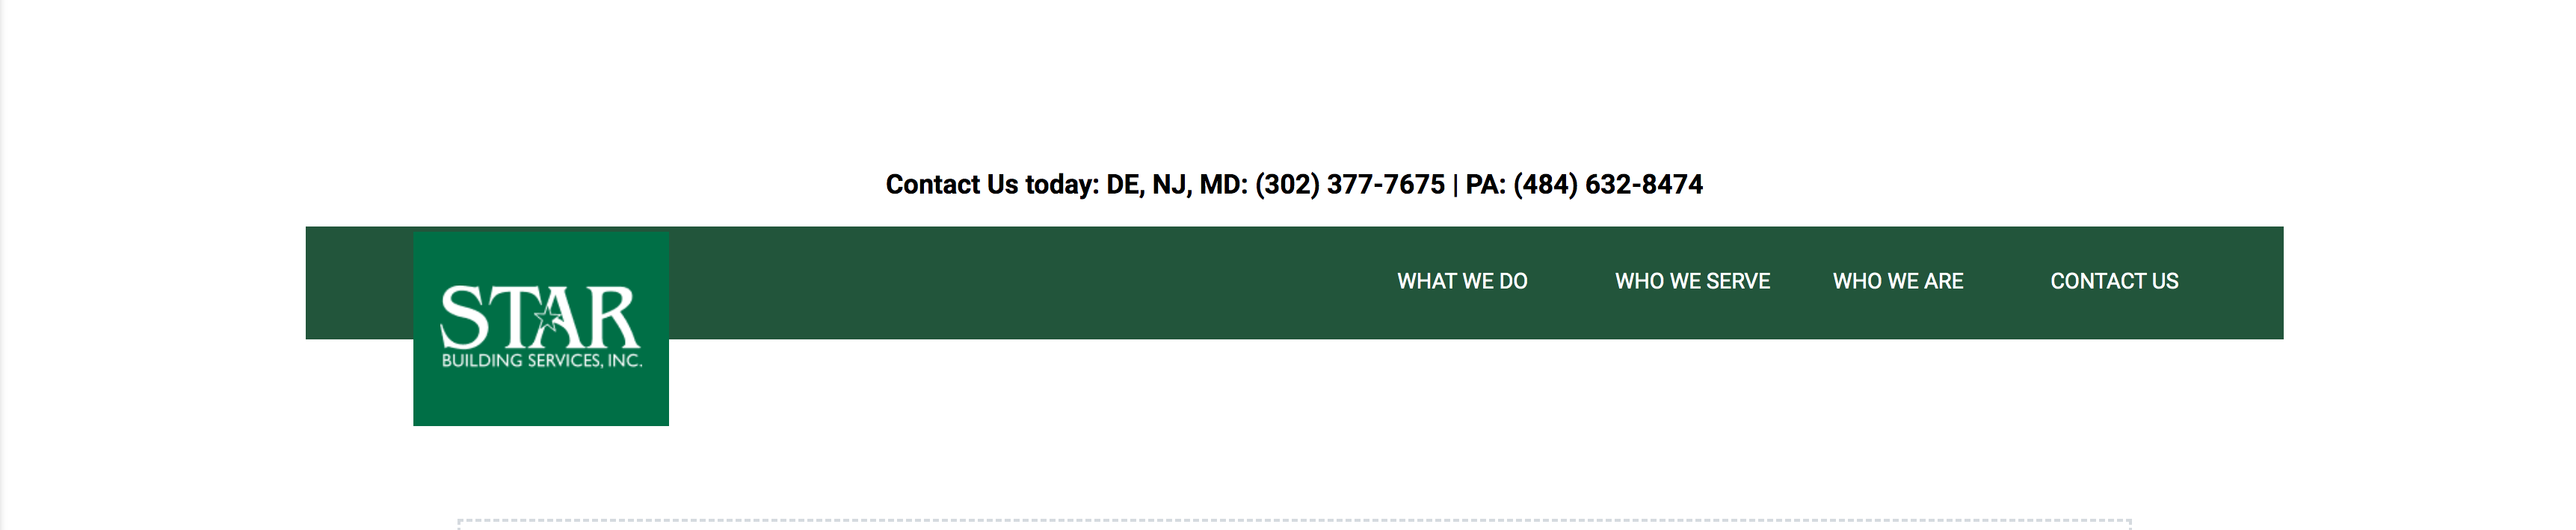 Contact Us today: DE, NJ, MD: (302) 377-7675 | PA: (484) 632-8474
STAR
BUILDING SERVICES, INC.
WHAT WE DO
WHO WE SERVE
WHO WE ARE
CONTACT US